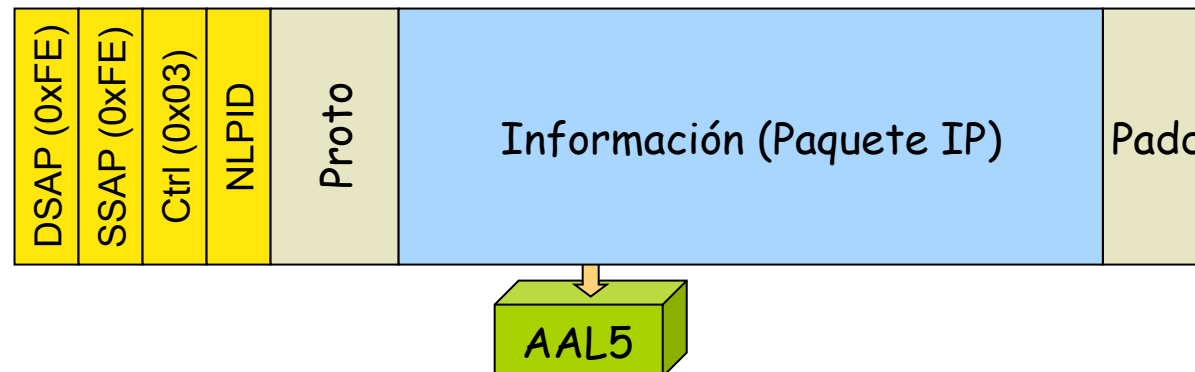 DSAP (0xFE)
SSAP (0xFE)
Ctrl (0x03)
NLPID
Proto
Información (Paquete IP)
AAL5